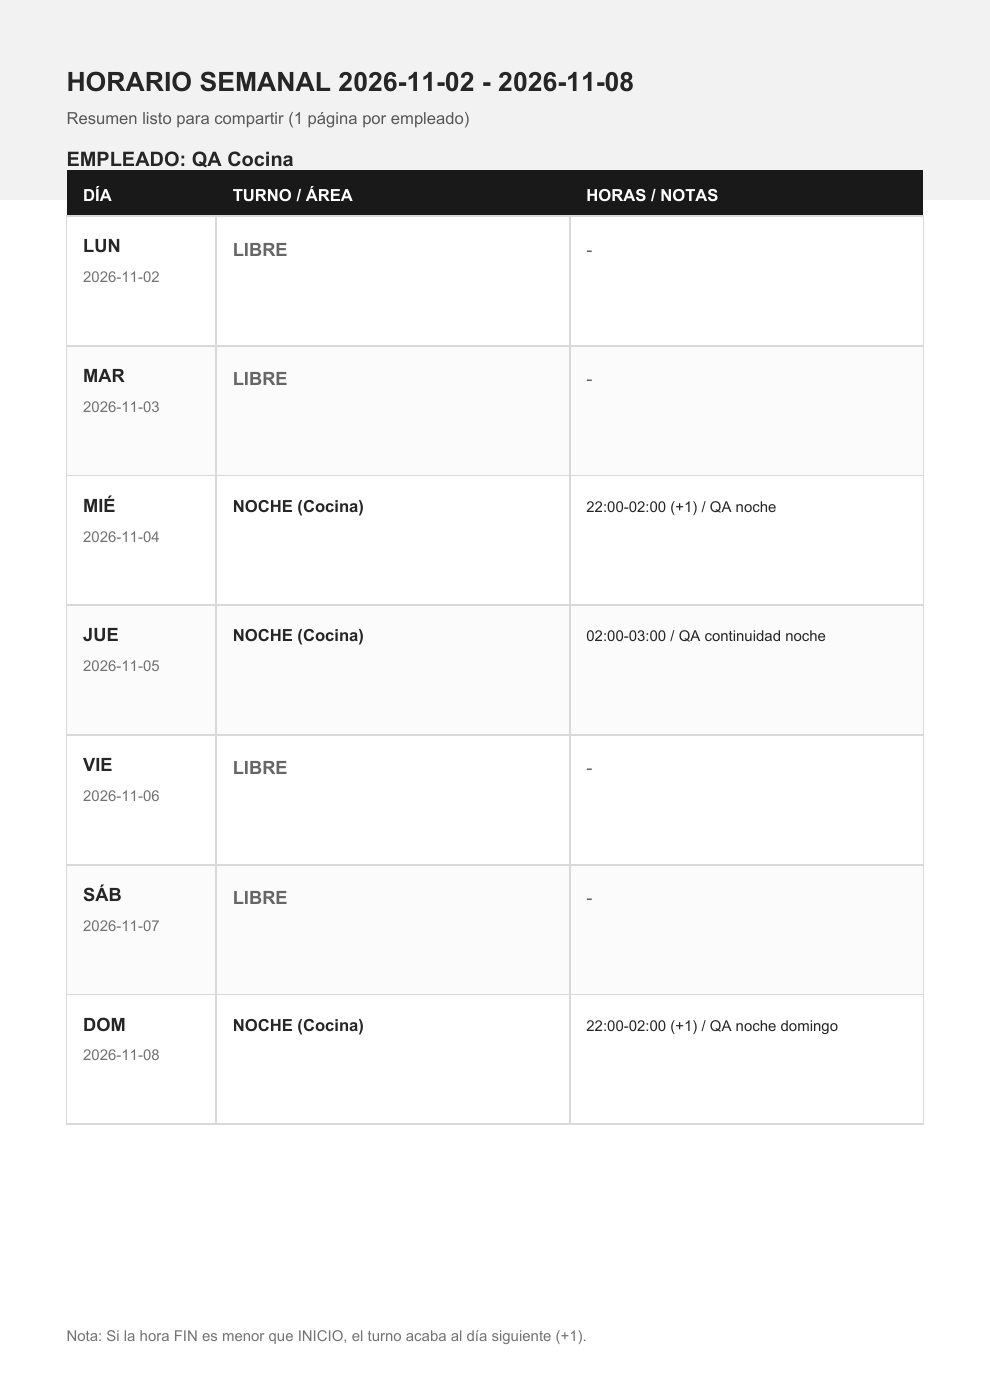 HORARIO SEMANAL 2026-11-02 - 2026-11-08
Resumen listo para compartir (1 página por empleado)
EMPLEADO: QA Cocina
DÍA TURNO / ÁREA HORAS / NOTAS
LUN LIBRE -
2026-11-02
MAR LIBRE -
2026-11-03
MIÉ NOCHE (Cocina) 22:00-02:00 (+1) / QA noche
2026-11-04
JUE NOCHE (Cocina) 02:00-03:00 / QA continuidad noche
2026-11-05
VIE LIBRE -
2026-11-06
SÁB LIBRE -
2026-11-07
DOM NOCHE (Cocina) 22:00-02:00 (+1) / QA noche domingo
2026-11-08
Nota: Si la hora FIN es menor que INICIO, el turno acaba al día siguiente (+1).